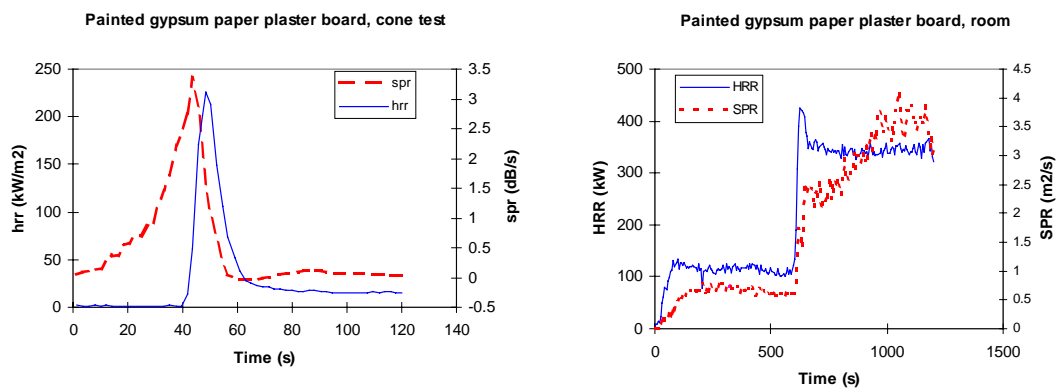 Painted gypsum paper plaster board, cone test
250
200
150
100
50
0
hrr (kW/m2)
3.5
3
2.5
2
1.5
1
0.5
0
-0.5
spr (dB/s)
spr
hrr
0 20 40 60 80 100 120 140
Time (s)
Painted gypsum paper plaster board, room
500
400
300
200
100
0
HRR (kW)
4.5
4
3.5
3
2.5
2
1.5
1
0.5
0
SPR (m2/s)
HRR
SPR
0 500 1000 1500
Time (s)